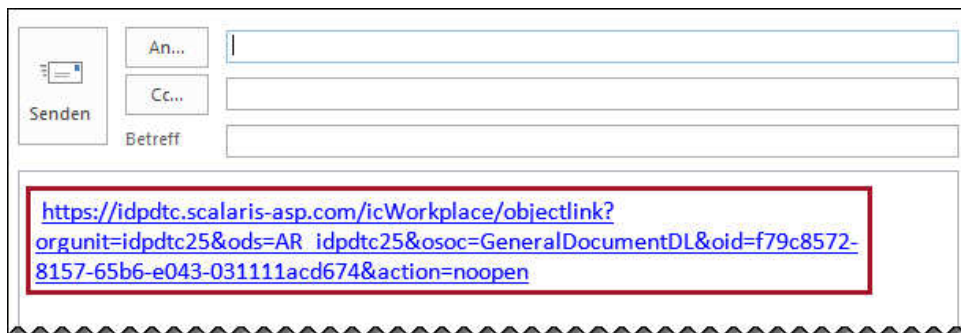 An...
Cc...
Senden
Betreff
https://idpdtc.scalaris-asp.com/icWorkplace/objectlink?
orgunit=idpdtc25&ods=AR_idpdtc25&osoc=GeneralDocumentDL&oid=f79c8572-
8157-65b6-e043-031111acd674&action=noopen